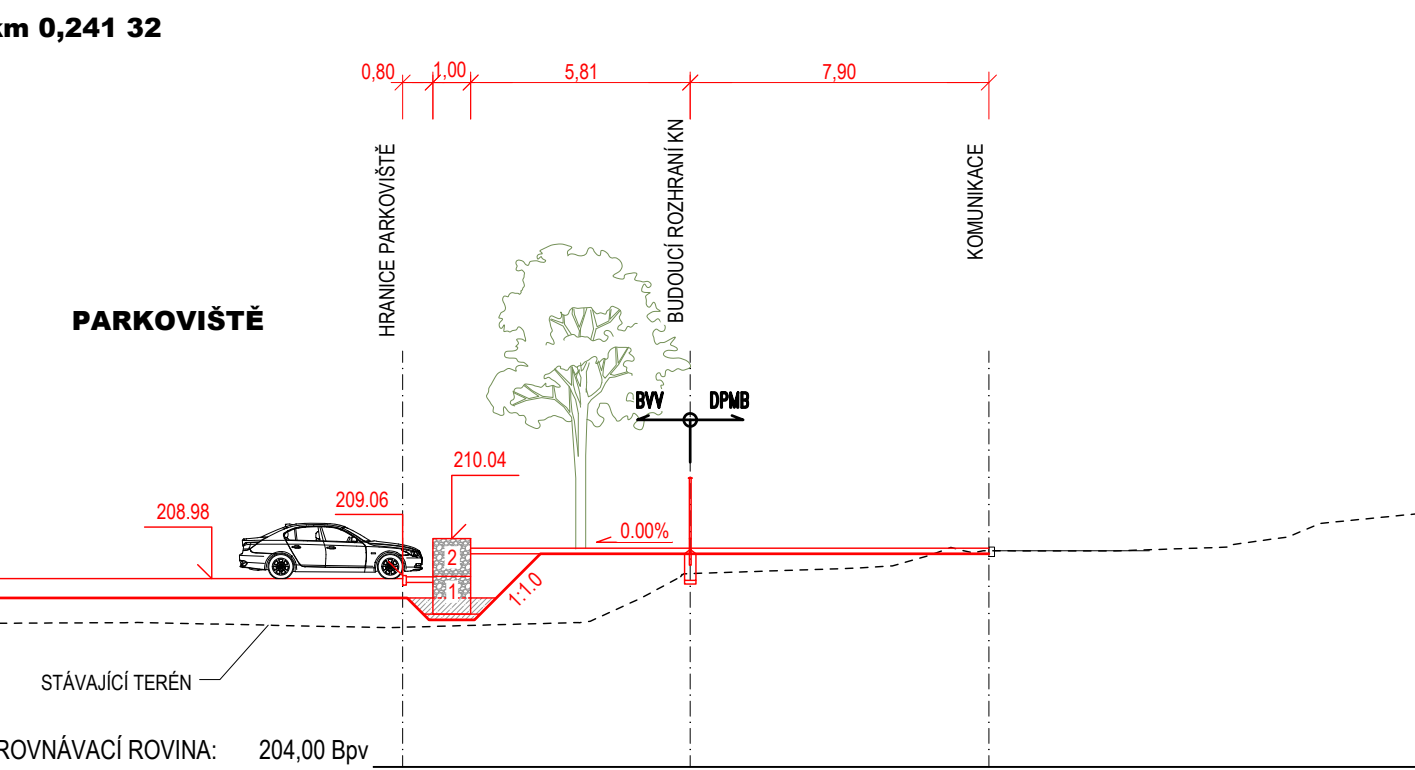 km 0,241 32
0,80
1,00
5,81
7,90
HRANICE PARKOVIŠTĚ
BUDOUCÍ ROZHRANÍ KN
KOMUNIKACE
PARKOVIŠTĚ
BVV
DPMB
210.04
209.06
208.98
0.00%
2
1
1:1.0
STÁVAJÍCÍ TERÉN
ROVNÁVACÍ ROVINA: 204,00 Bpv